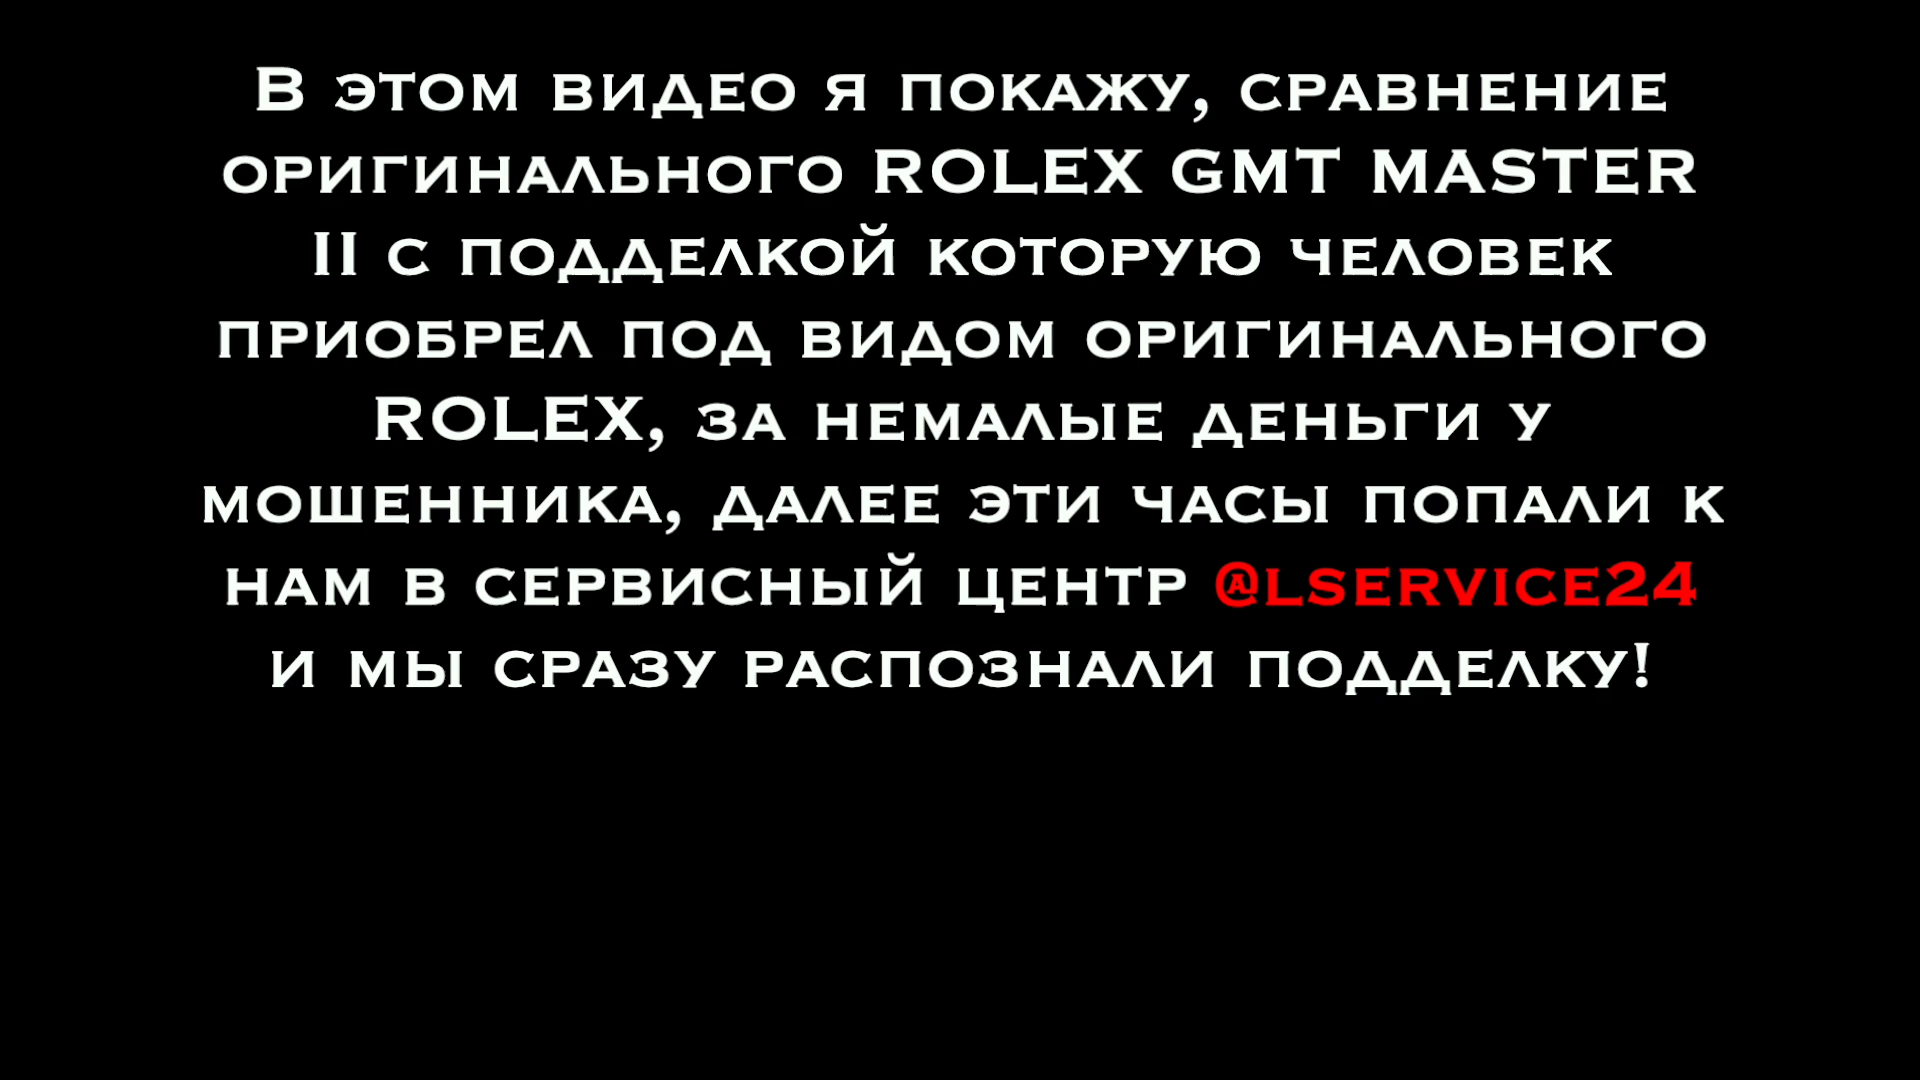 В этом видео я покажу, сравнение
оригинального ROLEX GMT MASTER
II с подделкой которую человек
приобрел под видом оригинального
ROLEX, за немалые деньги у
мошенника, далее эти часы попали к
нам в сервисный центр @lservice24
и мы сразу распознали подделку!